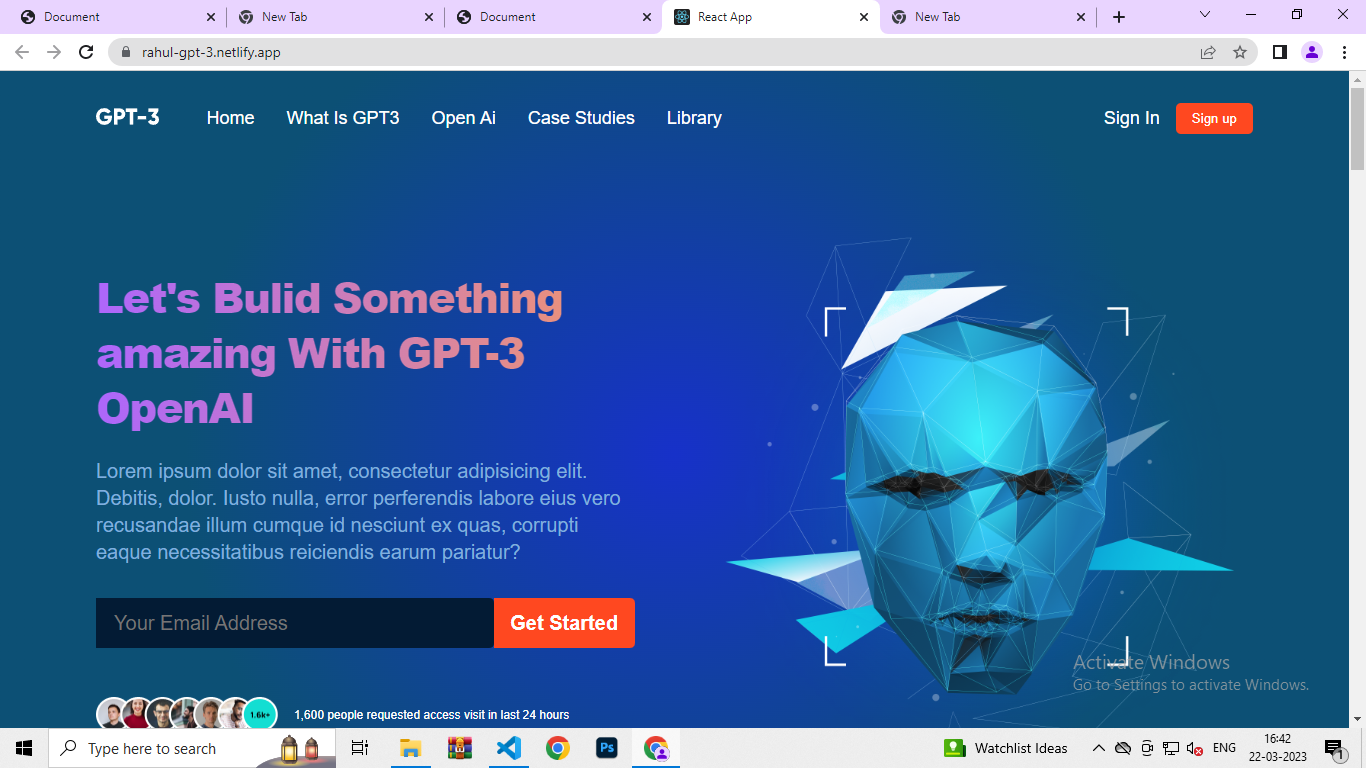 Document
New Tab
Document
React App
New Tab
rahul-gpt-3.netlify.app
GPT-3
Home
What Is GPT3
Open Ai
Case Studies
Library
Sign In
Sign up
Let's Bulid Something
amazing With GPT-3
OpenAI
Lorem ipsum dolor sit amet, consectetur adipisicing elit.
Debitis, dolor. Iusto nulla, error perferendis labore eius vero
recusandae illum cumque id nesciunt ex quas, corrupti
eaque necessitatibus reiciendis earum pariatur?
Your Email Address
Get Started
1.6k+
1,600 people requested access visit in last 24 hours
Activate Windows
Go to Settings to activate Windows.
Type here to search
Ps
Watchlist Ideas
ENG
16:42
22-03-2023
1